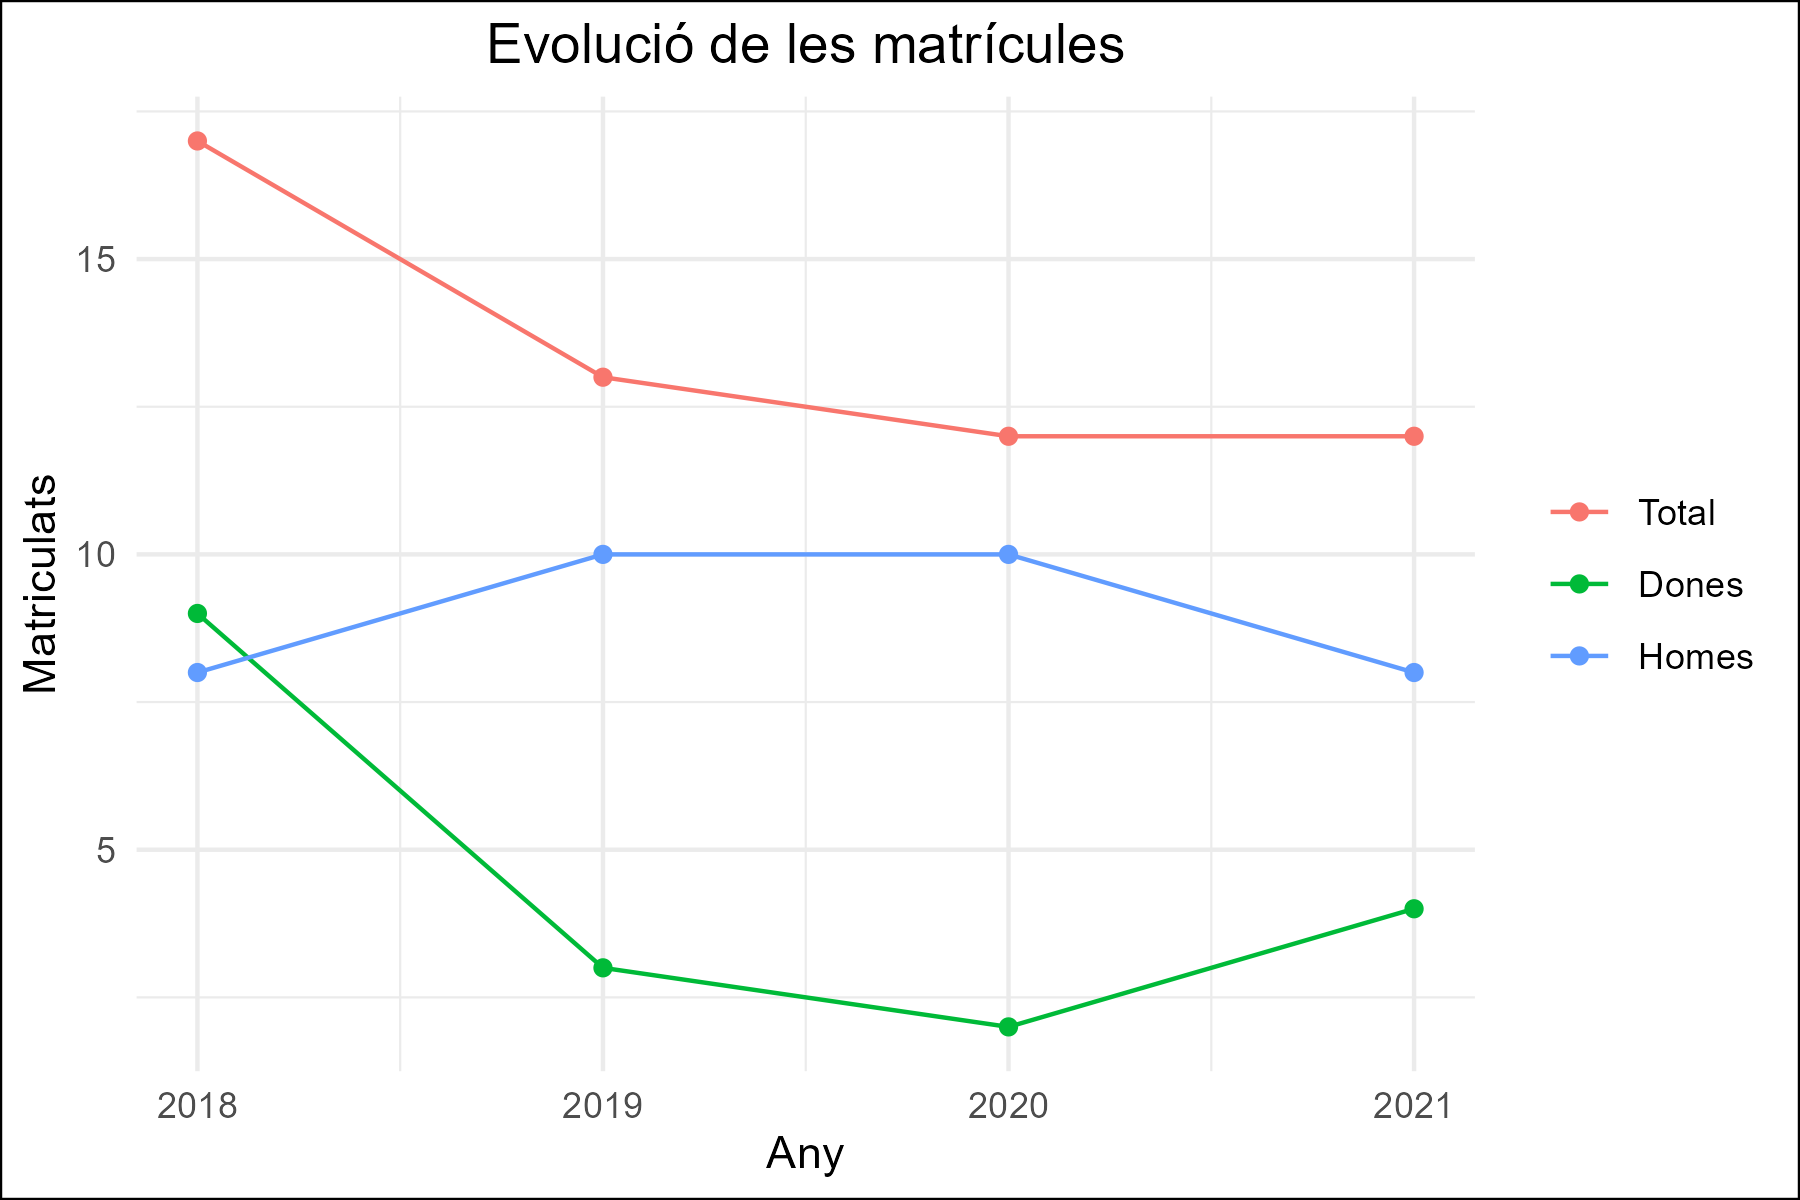 Evolució de les matrícules
Matriculats
15
10
5
2018
2019
2020
2021
Any
Total
Dones
Homes